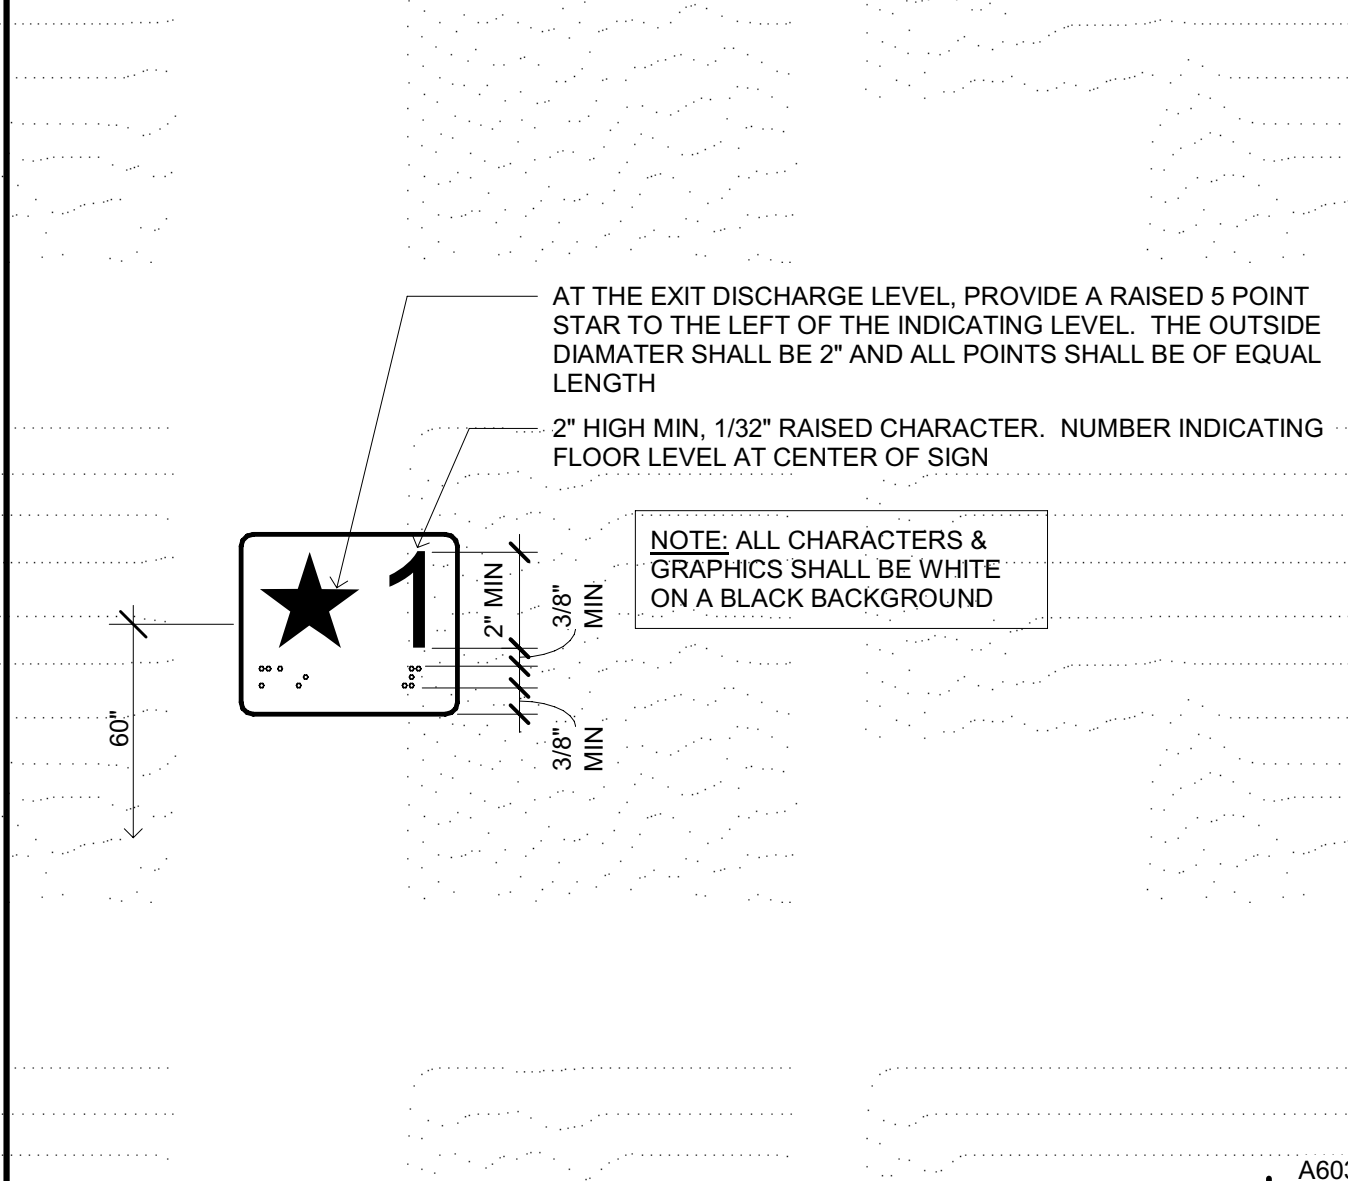 AT THE EXIT DISCHARGE LEVEL, PROVIDE A RAISED 5 POINT
STAR TO THE LEFT OF THE INDICATING LEVEL. THE OUTSIDE
DIAMATER SHALL BE 2" AND ALL POINTS SHALL BE OF EQUAL
LENGTH
2" HIGH MIN, 1/32" RAISED CHARACTER. NUMBER INDICATING
FLOOR LEVEL AT CENTER OF SIGN
NOTE: ALL CHARACTERS &
GRAPHICS SHALL BE WHITE
ON A BLACK BACKGROUND
1
2" MIN
3/8"
MIN
3/8"
MIN
60"
A603